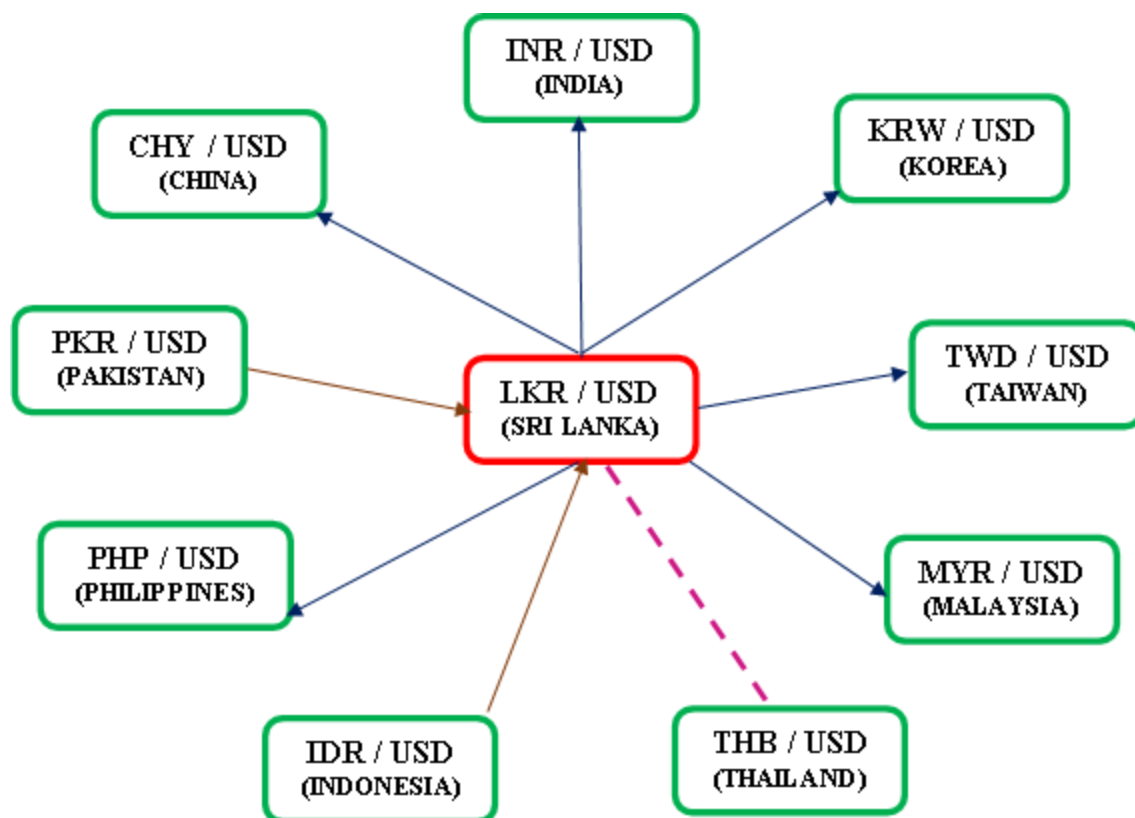 INR / USD
(INDIA)
CHY / USD
(CHINA)
KRW / USD
(KOREA)
PKR / USD
(PAKISTAN)
LKR / USD
(SRI LANKA)
TWD / USD
(TAIWAN)
PHP / USD
(PHILIPPINES)
MYR / USD
(MALAYSIA)
IDR / USD
(INDONESIA)
THB / USD
(THAILAND)